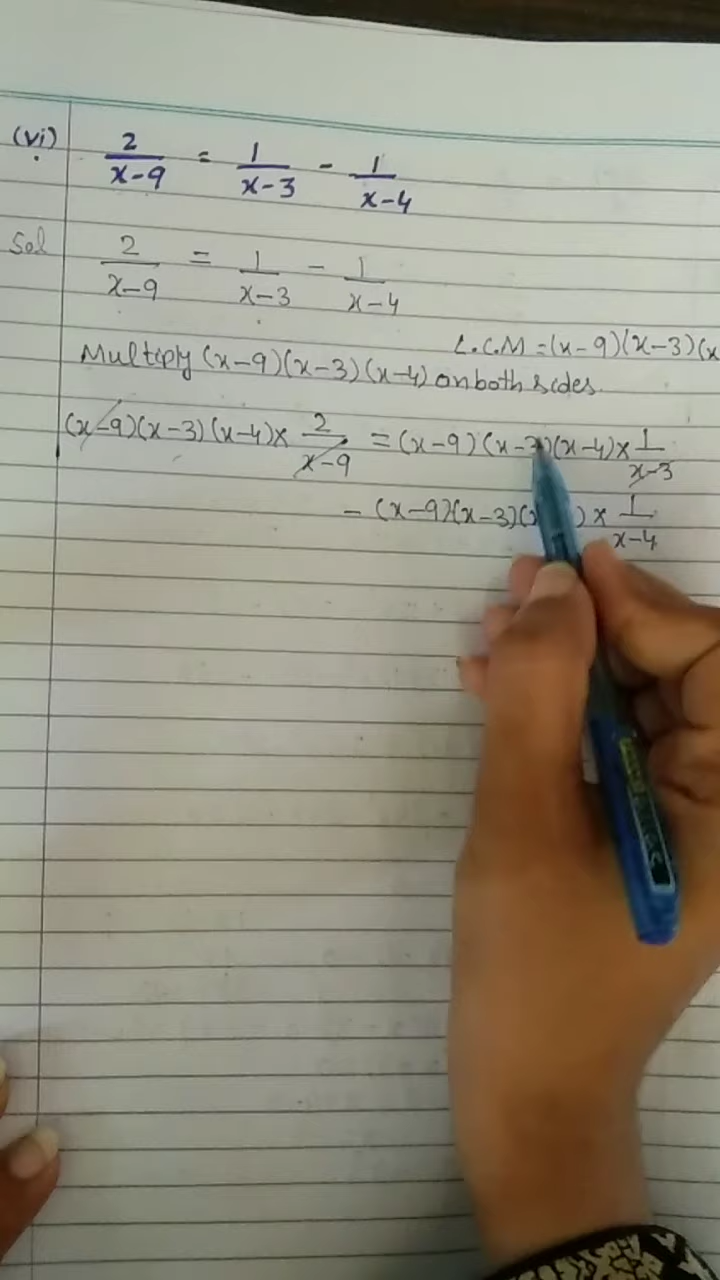 (vi) 2/(x-9) = 1/(x-3) - 1/(x-4)
Sol 2/(x-9) = 1/(x-3) - 1/(x-4)
L.C.M = (x-9)(x-3)(x
Multiply (x-9)(x-3)(x-4) on both sides.
(x-9)(x-3)(x-4) × 2/(x-9) = (x-9)(x-3)(x-4) × 1/(x-3)
- (x-9)(x-3)(x ) × 1/(x-4)